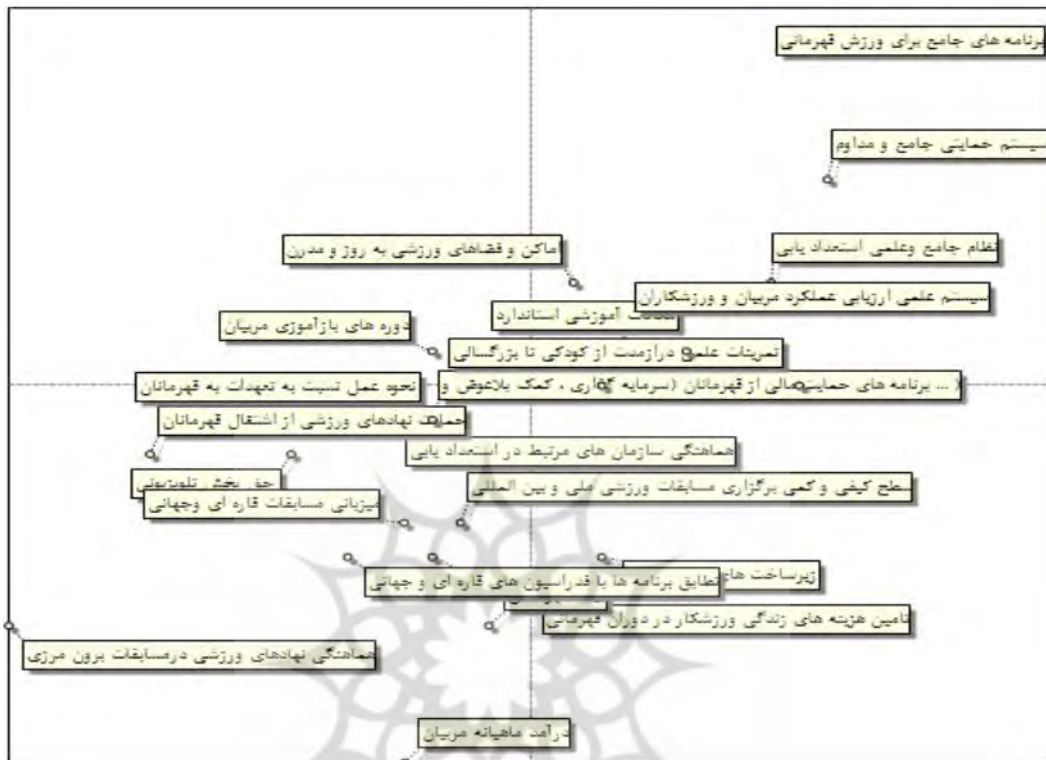 برنامه های جامع برای ورزش قهرمانی
سیستم حمایتی جامع و مداوم
اماکن و فضاهای ورزشی به روز و مدرن
نظام جامع وعلمی استعداد یابی
سیستم علمی ارزیابی عملکرد مربیان و ورزشکاران
آموزشی استاندارد
دوره های بازآموزی مربیان
تمرینات علمی درازمدت از کودکی تا بزرگسالی
نحوه عمل نسبت به تعهدات به قهرمانان
برنامه های حمایت مالی از قهرمانان (سرمایه گذاری ، کمک بلاعوض و ...
حمایت نهادهای ورزشی از اشتغال قهرمانان
هماهنگی سازمان های مرتبط در استعداد یابی
حق پخش تلویزیونی
سطح کیفی و کمی برگزاری مسابقات ورزشی ملی و بین المللی
میزبانی مسابقات قاره ای وجهانی
زیرساخت های
تطابق برنامه ها با فدراسیون های قاره ای و جهانی
تامین هزینه های زندگی ورزشکار در دوران قهرمانی
هماهنگی نهادهای ورزشی درمسابقات برون مرزی
درآمد ماهیانه مربیان